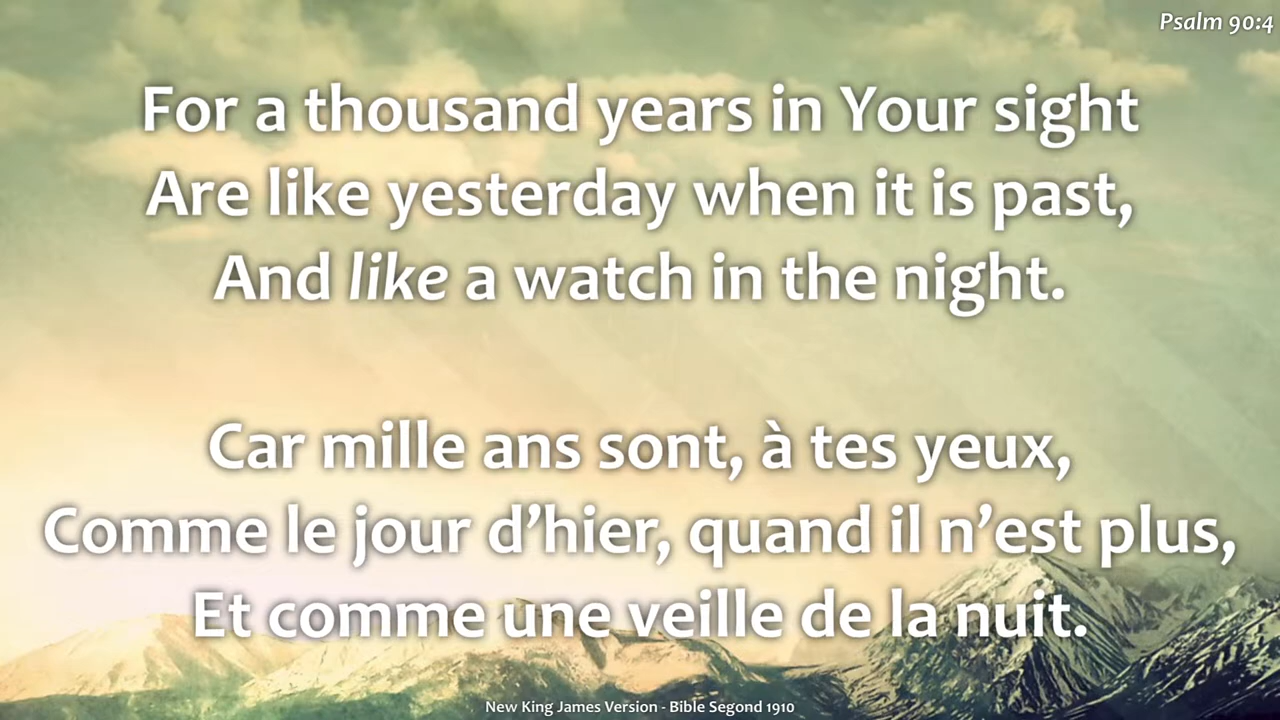 Psalm 90:4
For a thousand years in Your sight
Are like yesterday when it is past,
And like a watch in the night.
Car mille ans sont, à tes yeux,
Comme le jour d’hier, quand il n’est plus,
Et comme une veille de la nuit.
New King James Version - Bible Segond 1910